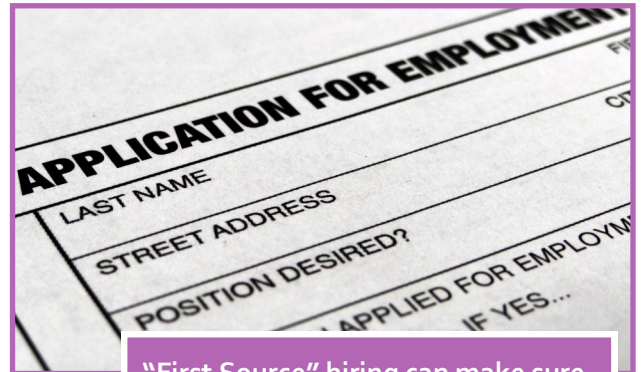 APPLICATION FOR EMPLOYMENT
LAST NAME
STREET ADDRESS
POSITION DESIRED?
APPLIED FOR EMPLOYM
IF YES...
"First Source" hiring can make sure